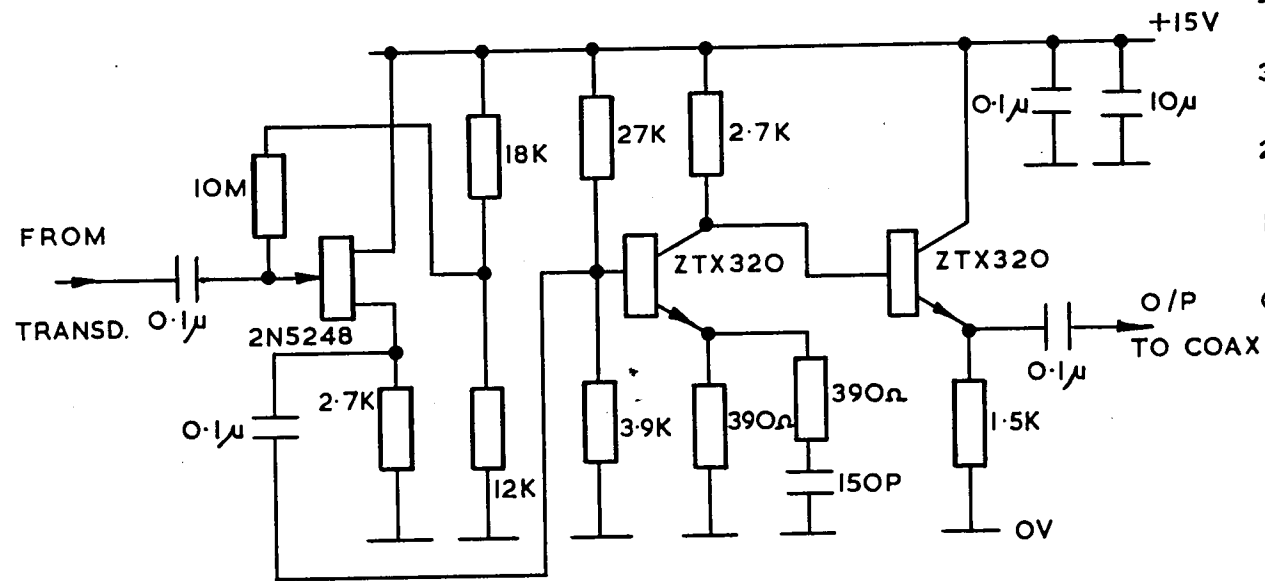 +15V
0·1µ
10µ
18K
27K
2·7K
10M
FROM
TRANSD.
0·1µ
2N5248
ZTX320
ZTX320
O/P
TO COAX
0·1µ
2·7K
0·1µ
12K
3·9K
390Ω
390Ω
150P
1·5K
0V